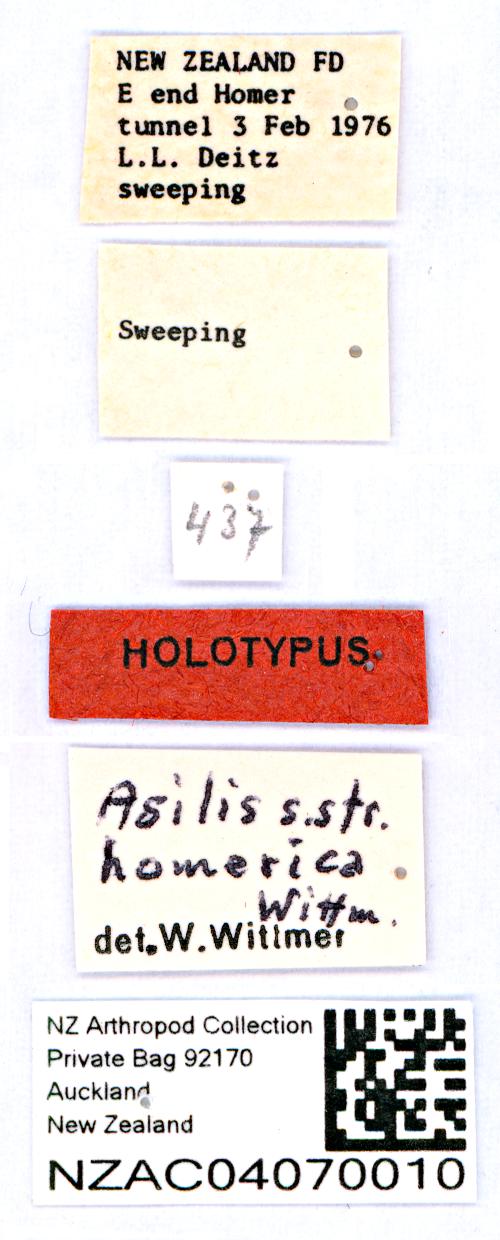 NEW ZEALAND FD
E end Homer
tunnel 3 Feb 1976
L.L. Deitz
sweeping
Sweeping
437
HOLOTYPUS
Asilis s.str.
homerica
Wittm.
det.W.Wittmer
NZ Arthropod Collection
Private Bag 92170
Auckland
New Zealand
NZAC04070010